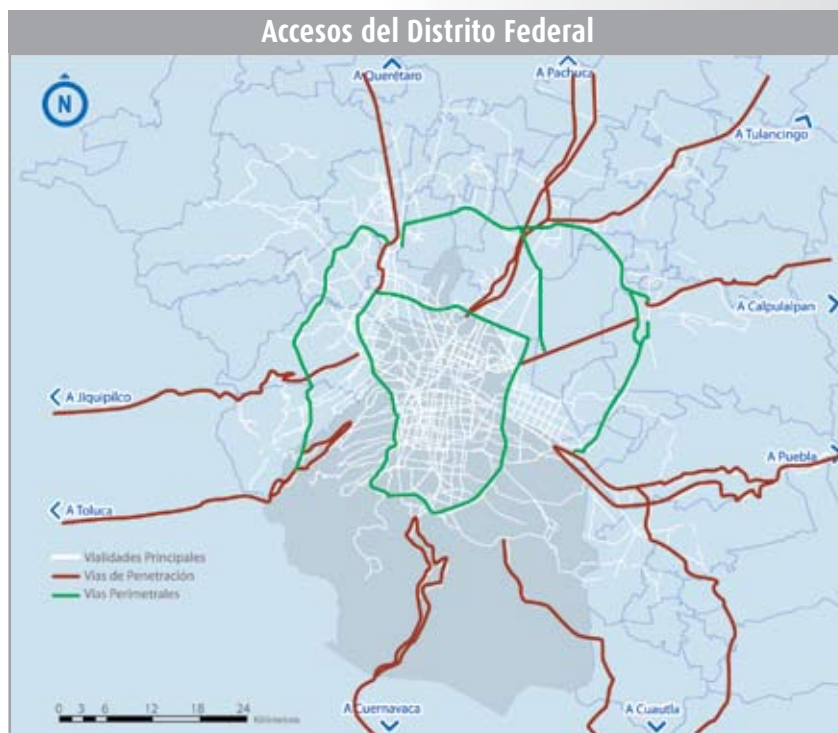 Accesos del Distrito Federal
A Querétaro
A Pachuca
N
A Tulancingo
A Calpulalpan
A Jiquipilco
A Puebla
A Toluca
Vialidades Principales
Vías de Penetración
Vías Perimetrales
0 3 6 12 18 24
Kilómetros
A Cuernavaca
A Cuautla